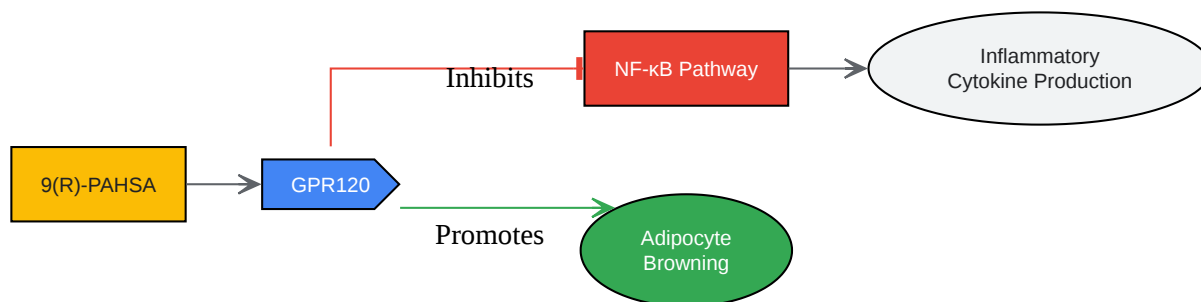 Inhibits
NF-κB Pathway
Inflammatory
Cytokine Production
9(R)-PAHSA
GPR120
Promotes
Adipocyte
Browning